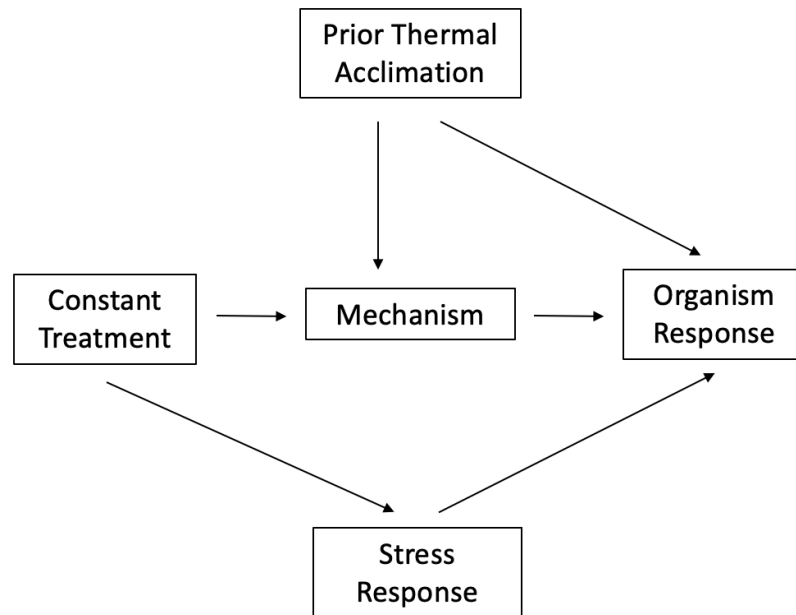 Prior Thermal
Acclimation
Constant
Treatment
Mechanism
Organism
Response
Stress
Response